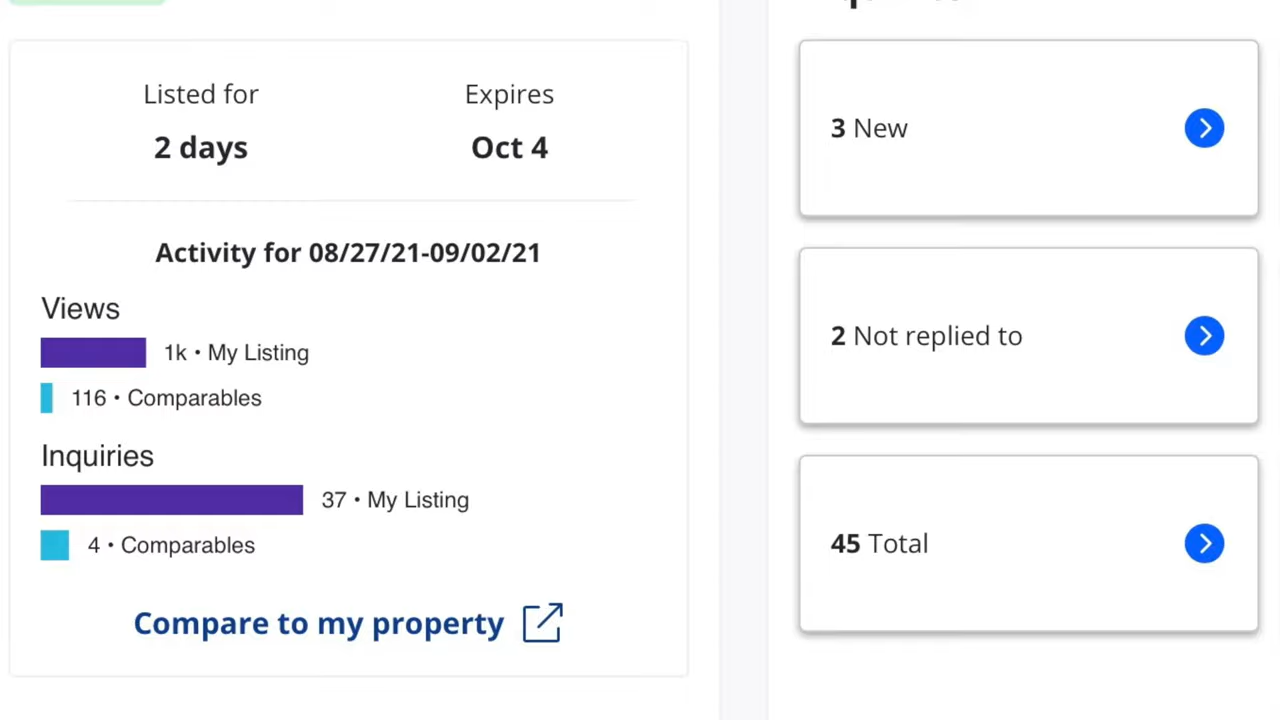 Listed for
2 days
Expires
Oct 4
Activity for 08/27/21-09/02/21
Views
1k • My Listing
116 • Comparables
Inquiries
37 • My Listing
4 • Comparables
Compare to my property
3 New
2 Not replied to
45 Total